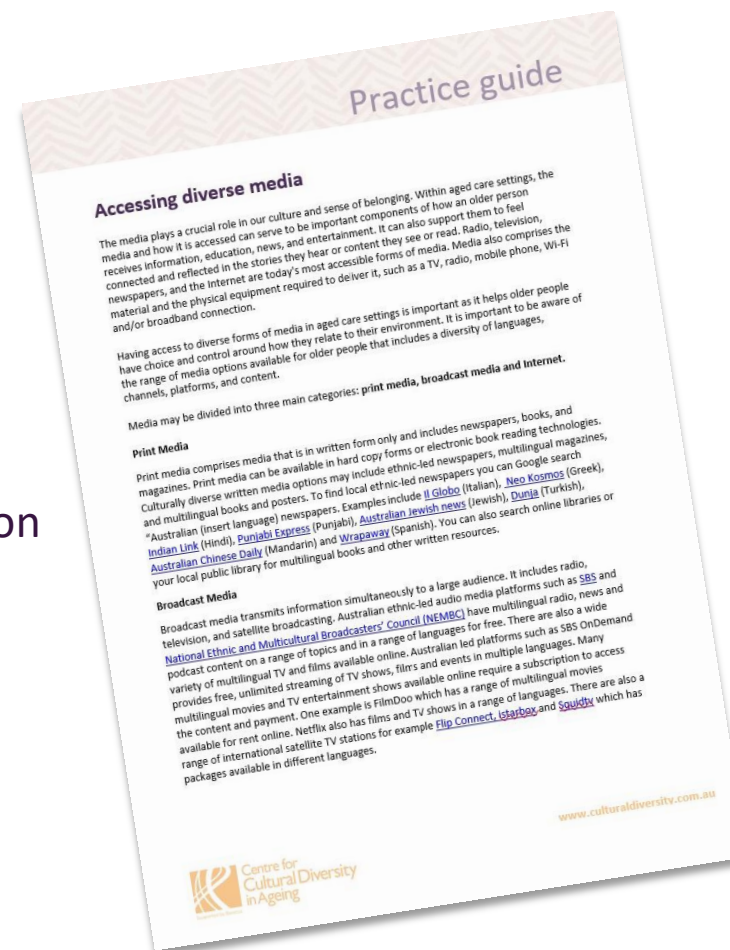 Practice guide
Accessing diverse media
The media plays a crucial role in our culture and sense of belonging. Within aged care settings, the
media and how it is accessed can serve to be important components of how an older person
receives information, education, news, and entertainment. It can also support them to feel
connected and reflected in the stories they hear or content they see or read. Radio, television,
newspapers, and the Internet are today's most accessible forms of media. Media also comprises the
material and the physical equipment required to deliver it, such as a TV, radio, mobile phone, Wi-Fi
and/or broadband connection.
Having access to diverse forms of media in aged care settings is important as it helps older people
have choice and control around how they relate to their environment. It is important to be aware of
the range of media options available for older people that includes a diversity of languages,
channels, platforms, and content.
Media may be divided into three main categories: print media, broadcast media and Internet.
Print Media
Print media comprises media that is in written form only and includes newspapers, books, and
magazines. Print media can be available in hard copy forms or electronic book reading technologies.
Culturally diverse written media options may include ethnic-led newspapers, multilingual magazines,
and multilingual books and posters. To find local ethnic-led newspapers you can Google search
"Australian (insert language) newspapers. Examples include Il Globo (Italian), Neo Kosmos (Greek),
Indian Link (Hindi), Punjabi Express (Punjabi), Australian Jewish news (Jewish), Dunja (Turkish),
Australian Chinese Daily (Mandarin) and Wrapaway (Spanish). You can also search online libraries or
your local public library for multilingual books and other written resources.
on
Broadcast Media
Broadcast media transmits information simultaneously to a large audience. It includes radio,
television, and satellite broadcasting. Australian ethnic-led audio media platforms such as SBS and
National Ethnic and Multicultural Broadcasters' Council (NEMBC) have multilingual radio, news and
podcast content on a range of topics and in a range of languages for free. There are also a wide
variety of multilingual TV and films available online. Australian led platforms such as SBS OnDemand
provides free, unlimited streaming of TV shows, films and events in multiple languages. Many
multilingual movies and TV entertainment shows available online require a subscription to access
the content and payment. One example is FilmDoo which has a range of multilingual movies
available for rent online. Netflix also has films and TV shows in a range of languages. There are also a
range of international satellite TV stations for example Flip Connect, istarbox and Squidtv which has
packages available in different languages.
www.culturaldiversity.com.au
Centre for
Cultural Diversity
in Ageing